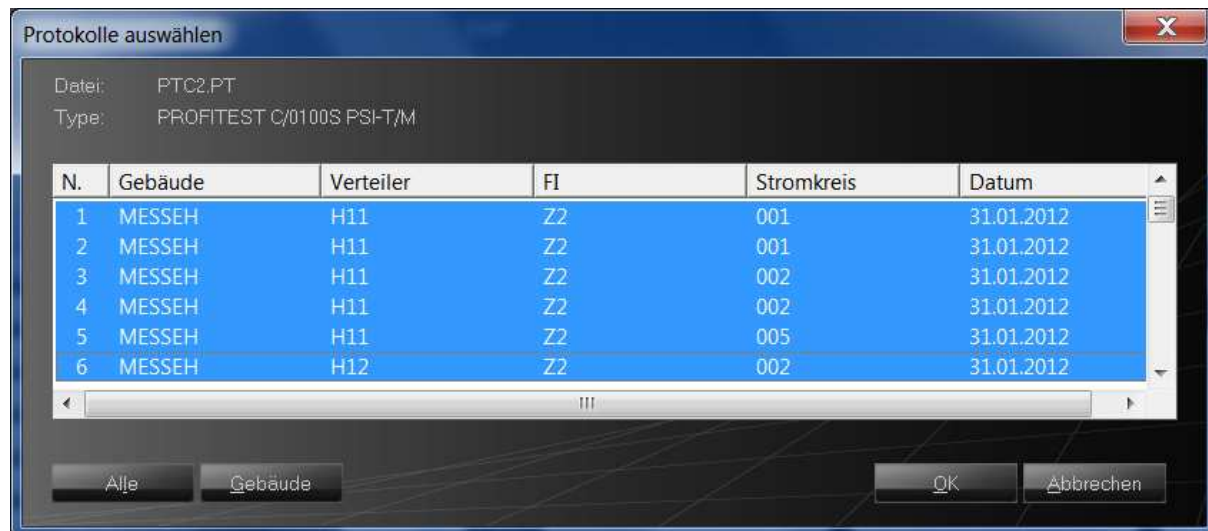 Protokolle auswählen
Datei: PTC2.PT
Type: PROFITEST C/0100S PSI-T/M
N. Gebäude Verteiler FI Stromkreis Datum
1 MESSEH H11 Z2 001 31.01.2012
2 MESSEH H11 Z2 001 31.01.2012
3 MESSEH H11 Z2 002 31.01.2012
4 MESSEH H11 Z2 002 31.01.2012
5 MESSEH H11 Z2 005 31.01.2012
6 MESSEH H12 Z2 002 31.01.2012
Alle Gebäude OK Abbrechen